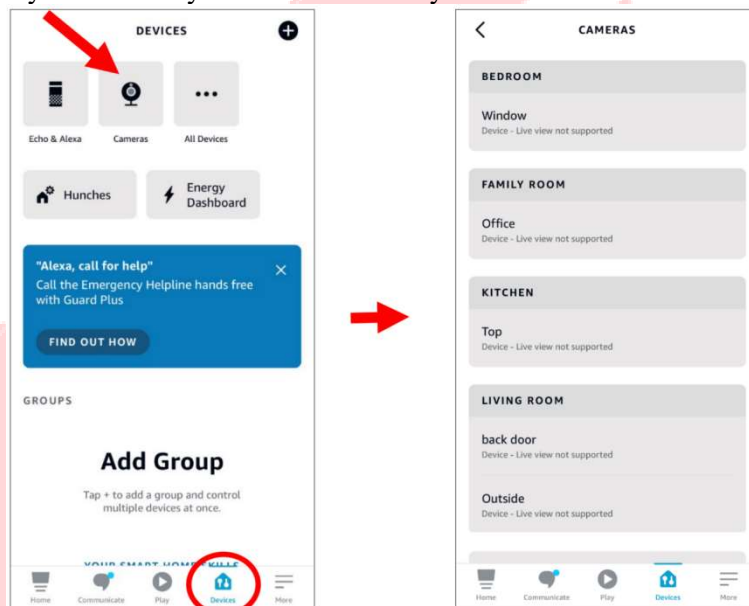 DEVICES
Echo & Alexa
Cameras
All Devices
Hunches
Energy
Dashboard
"Alexa, call for help"
Call the Emergency Helpline hands free
with Guard Plus
FIND OUT HOW
GROUPS
Add Group
Tap + to add a group and control
multiple devices at once.
YOUR SMART HOME SKILLS
Home
Communicate
Play
Devices
More
CAMERAS
BEDROOM
Window
Device - Live view not supported
FAMILY ROOM
Office
Device - Live view not supported
KITCHEN
Top
Device - Live view not supported
LIVING ROOM
back door
Device - Live view not supported
Outside
Device - Live view not supported
Home
Communicate
Play
Devices
More